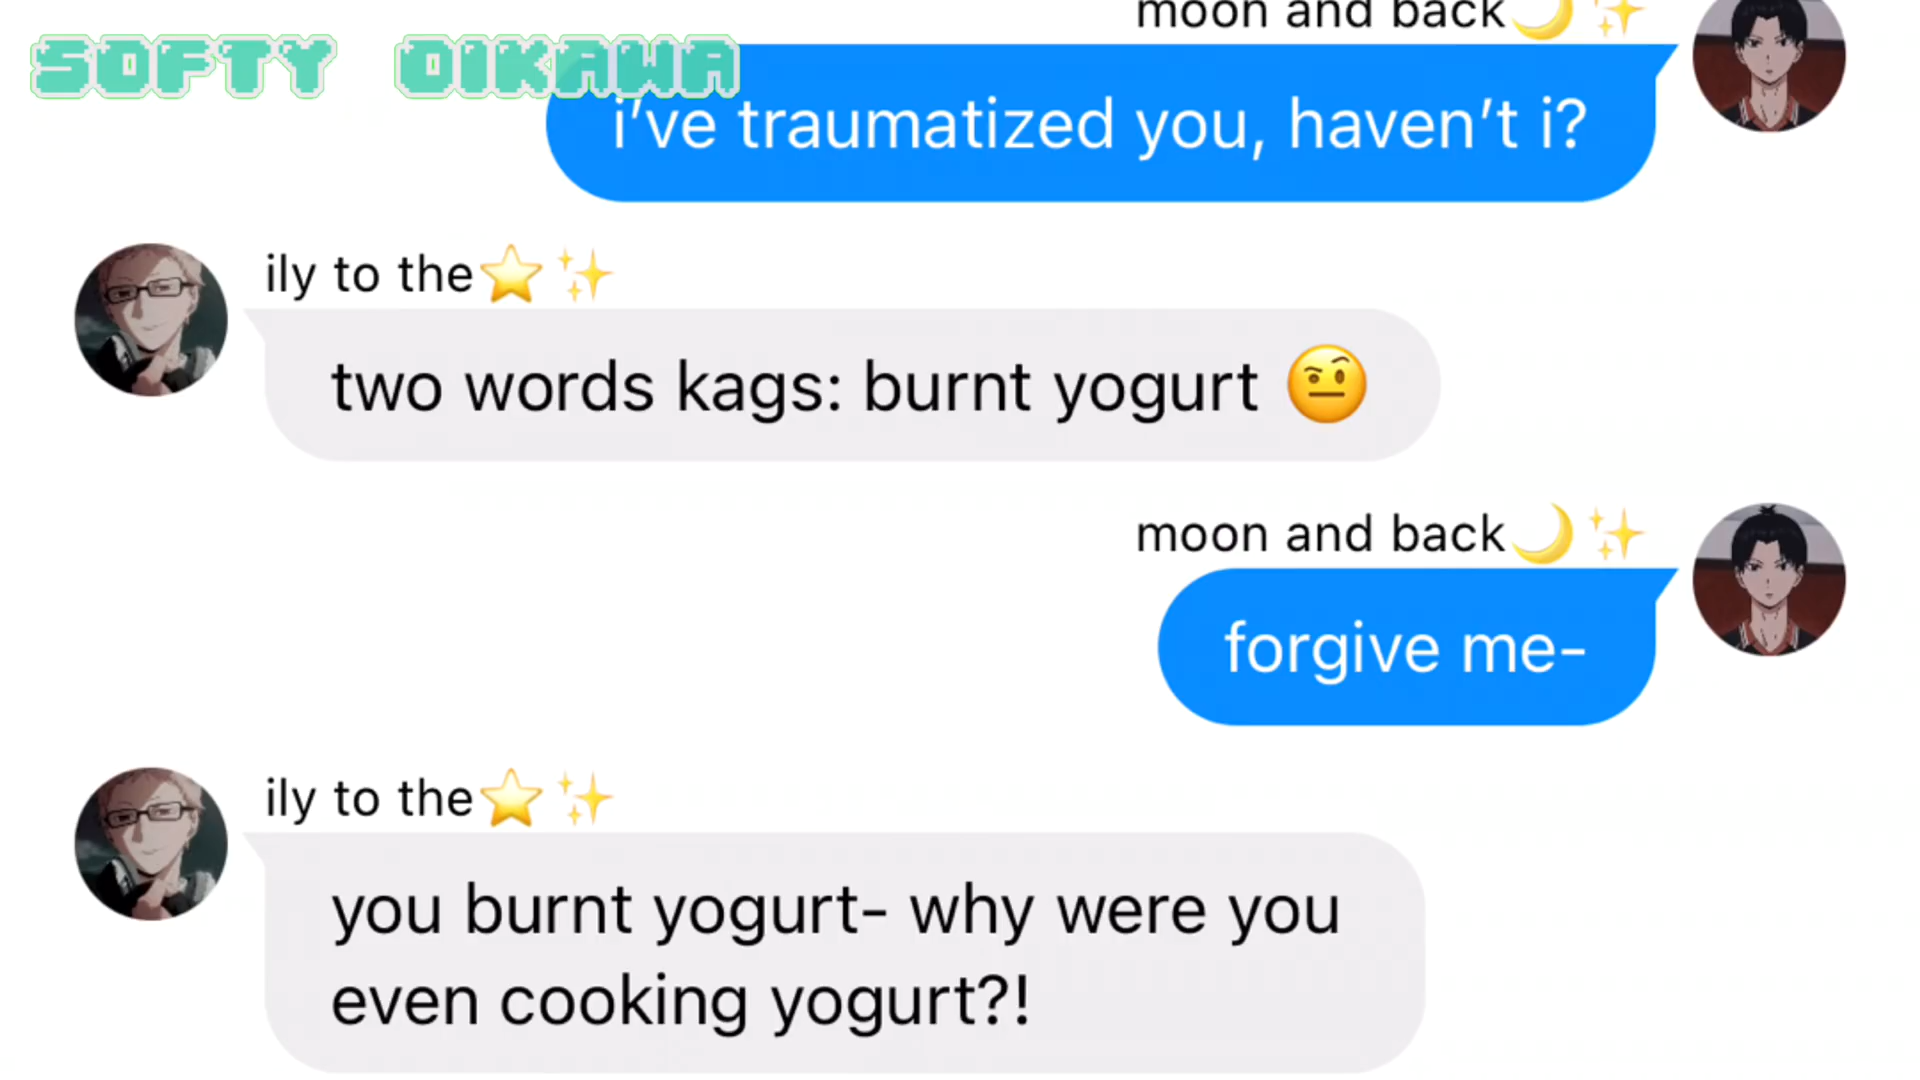 SOFTY OIKAWA
moon and back🌙✨
i’ve traumatized you, haven’t i?
ily to the⭐✨
two words kags: burnt yogurt 🤨
moon and back🌙✨
forgive me-
ily to the⭐✨
you burnt yogurt- why were you
even cooking yogurt?!